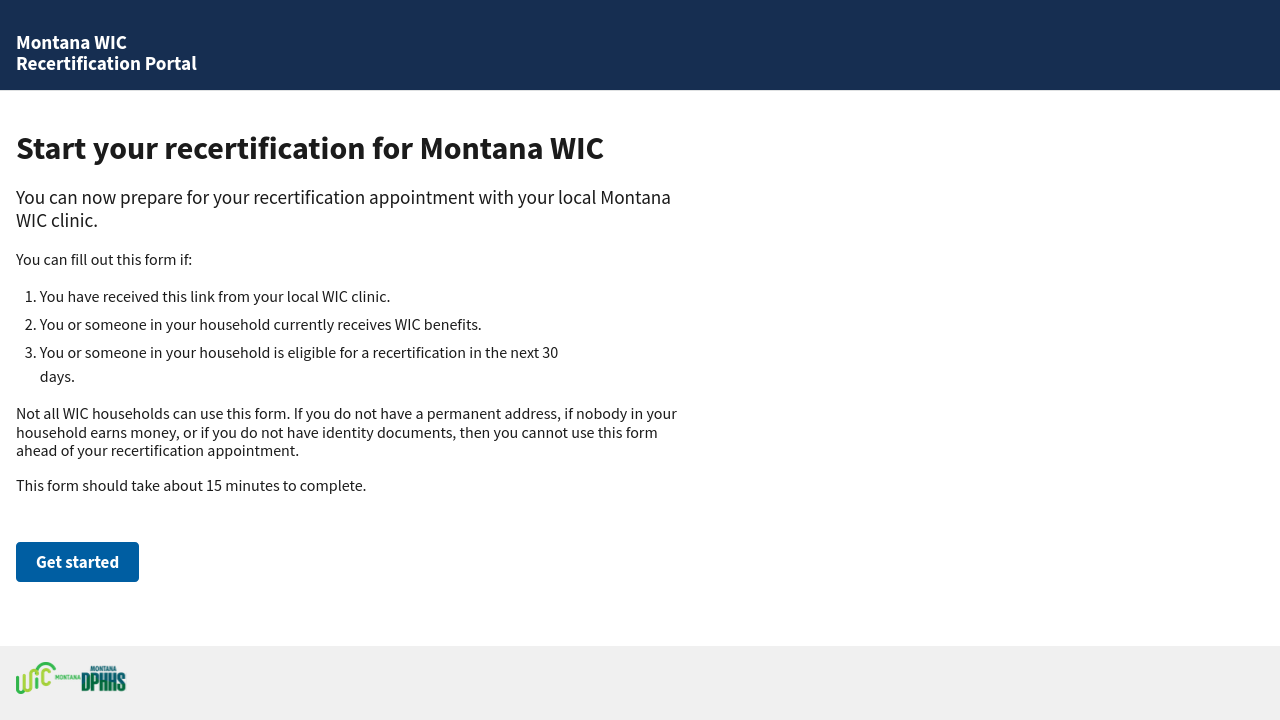 Montana WIC
Recertification Portal
Start your recertification for Montana WIC
You can now prepare for your recertification appointment with your local Montana
WIC clinic.
You can fill out this form if:
1. You have received this link from your local WIC clinic.
2. You or someone in your household currently receives WIC benefits.
3. You or someone in your household is eligible for a recertification in the next 30
days.
Not all WIC households can use this form. If you do not have a permanent address, if nobody in your
household earns money, or if you do not have identity documents, then you cannot use this form
ahead of your recertification appointment.
This form should take about 15 minutes to complete.
Get started
WIC MONTANA
MONTANA
DPHHS